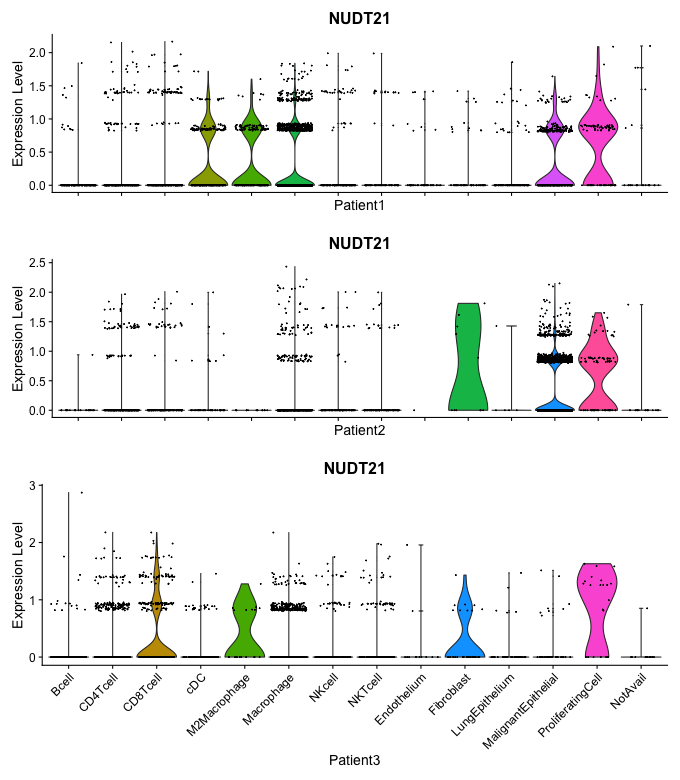 NUDT21
Expression Level
2.0
1.5
1.0
0.5
0.0
Patient1
NUDT21
Expression Level
2.5
2.0
1.5
1.0
0.5
0.0
Patient2
NUDT21
Expression Level
3
2
1
0
Bcell
CD4Tcell
CD8Tcell
cDC
M2Macrophage
Macrophage
NKcell
NKTcell
Endothelium
Fibroblast
LungEpithelium
MalignantEpithelial
ProliferatingCell
NotAvail
Patient3